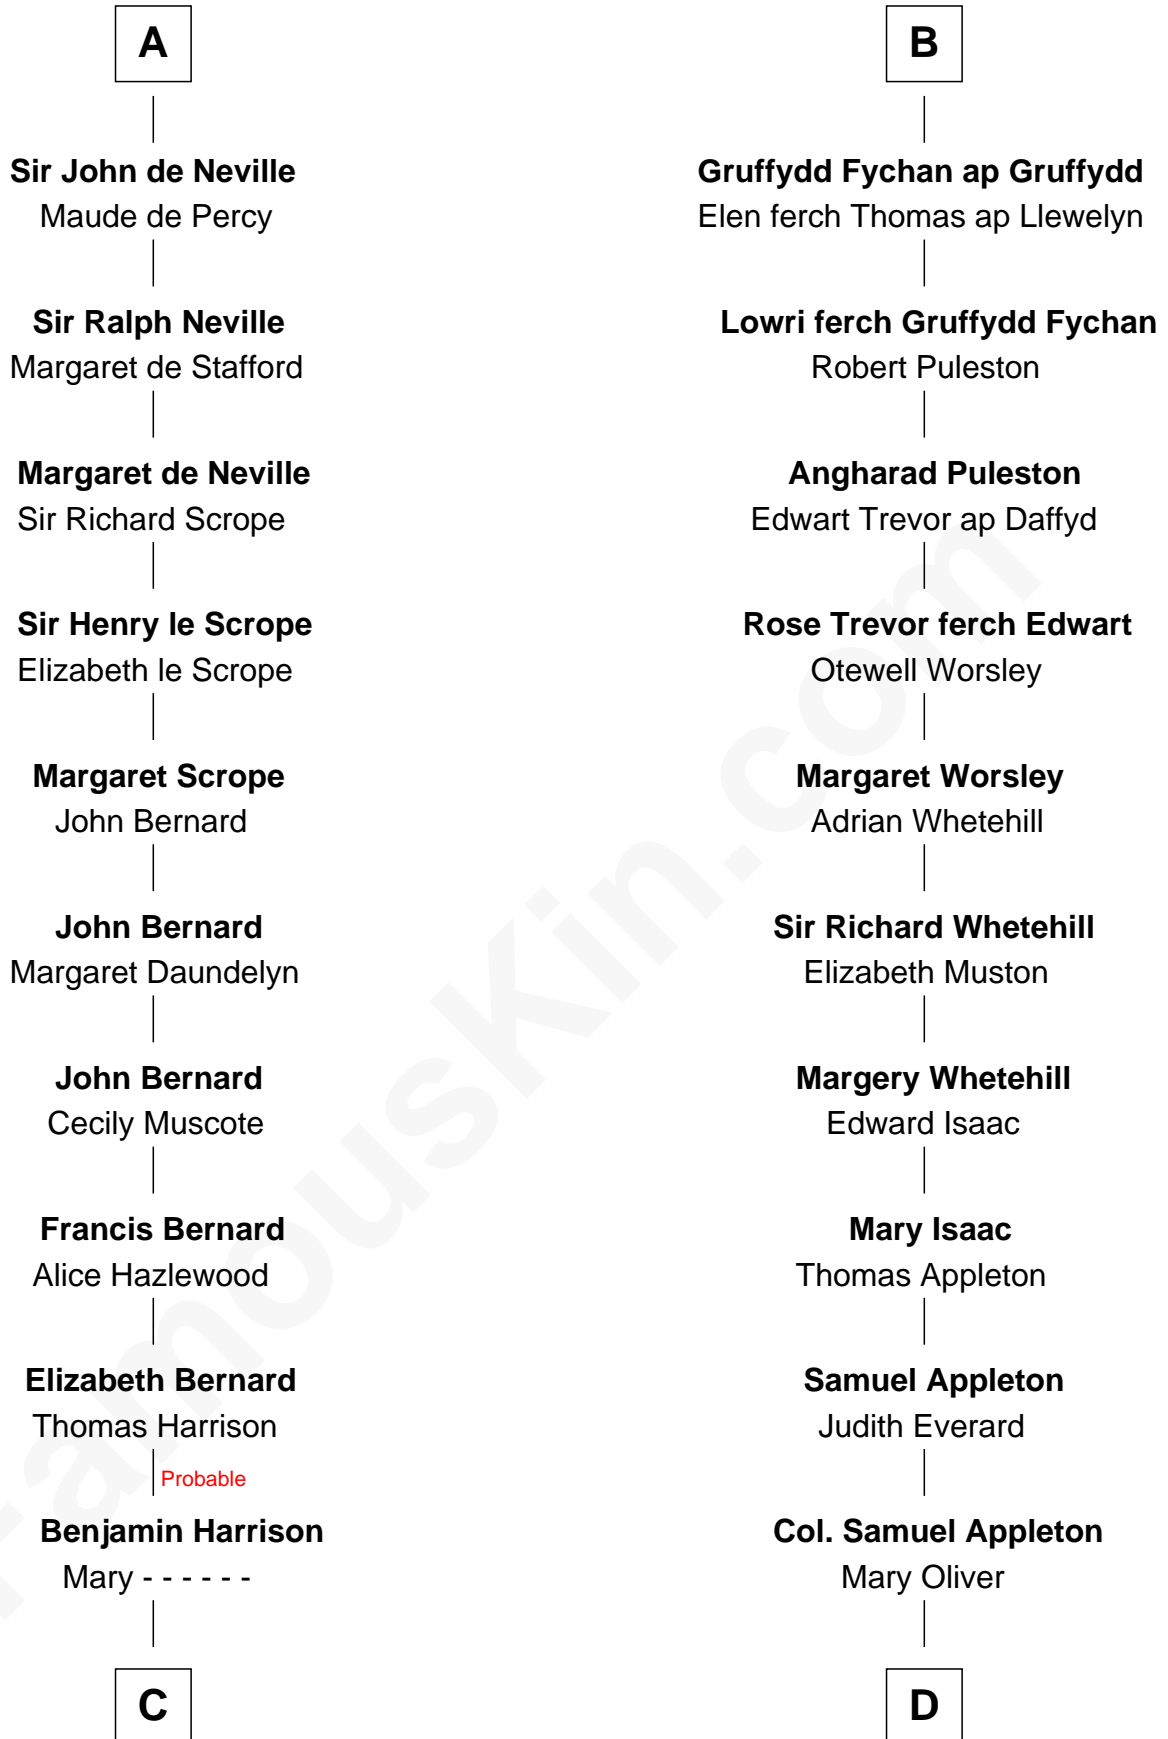 A
Sir John de Neville
Maude de Percy
Sir Ralph Neville
Margaret de Stafford
Margaret de Neville
Sir Richard Scrope
Sir Henry le Scrope
Elizabeth le Scrope
Margaret Scrope
John Bernard
John Bernard
Margaret Daundelyn
John Bernard
Cecily Muscote
Francis Bernard
Alice Hazlewood
Elizabeth Bernard
Thomas Harrison
Probable
Benjamin Harrison
Mary - - - - - -
C
B
Gruffydd Fychan ap Gruffydd
Elen ferch Thomas ap Llewelyn
Lowri ferch Gruffydd Fychan
Robert Puleston
Angharad Puleston
Edwart Trevor ap Daffyd
Rose Trevor ferch Edwart
Otewell Worsley
Margaret Worsley
Adrian Whetehill
Sir Richard Whetehill
Elizabeth Muston
Margery Whetehill
Edward Isaac
Mary Isaac
Thomas Appleton
Samuel Appleton
Judith Everard
Col. Samuel Appleton
Mary Oliver
D
FamousKin.com